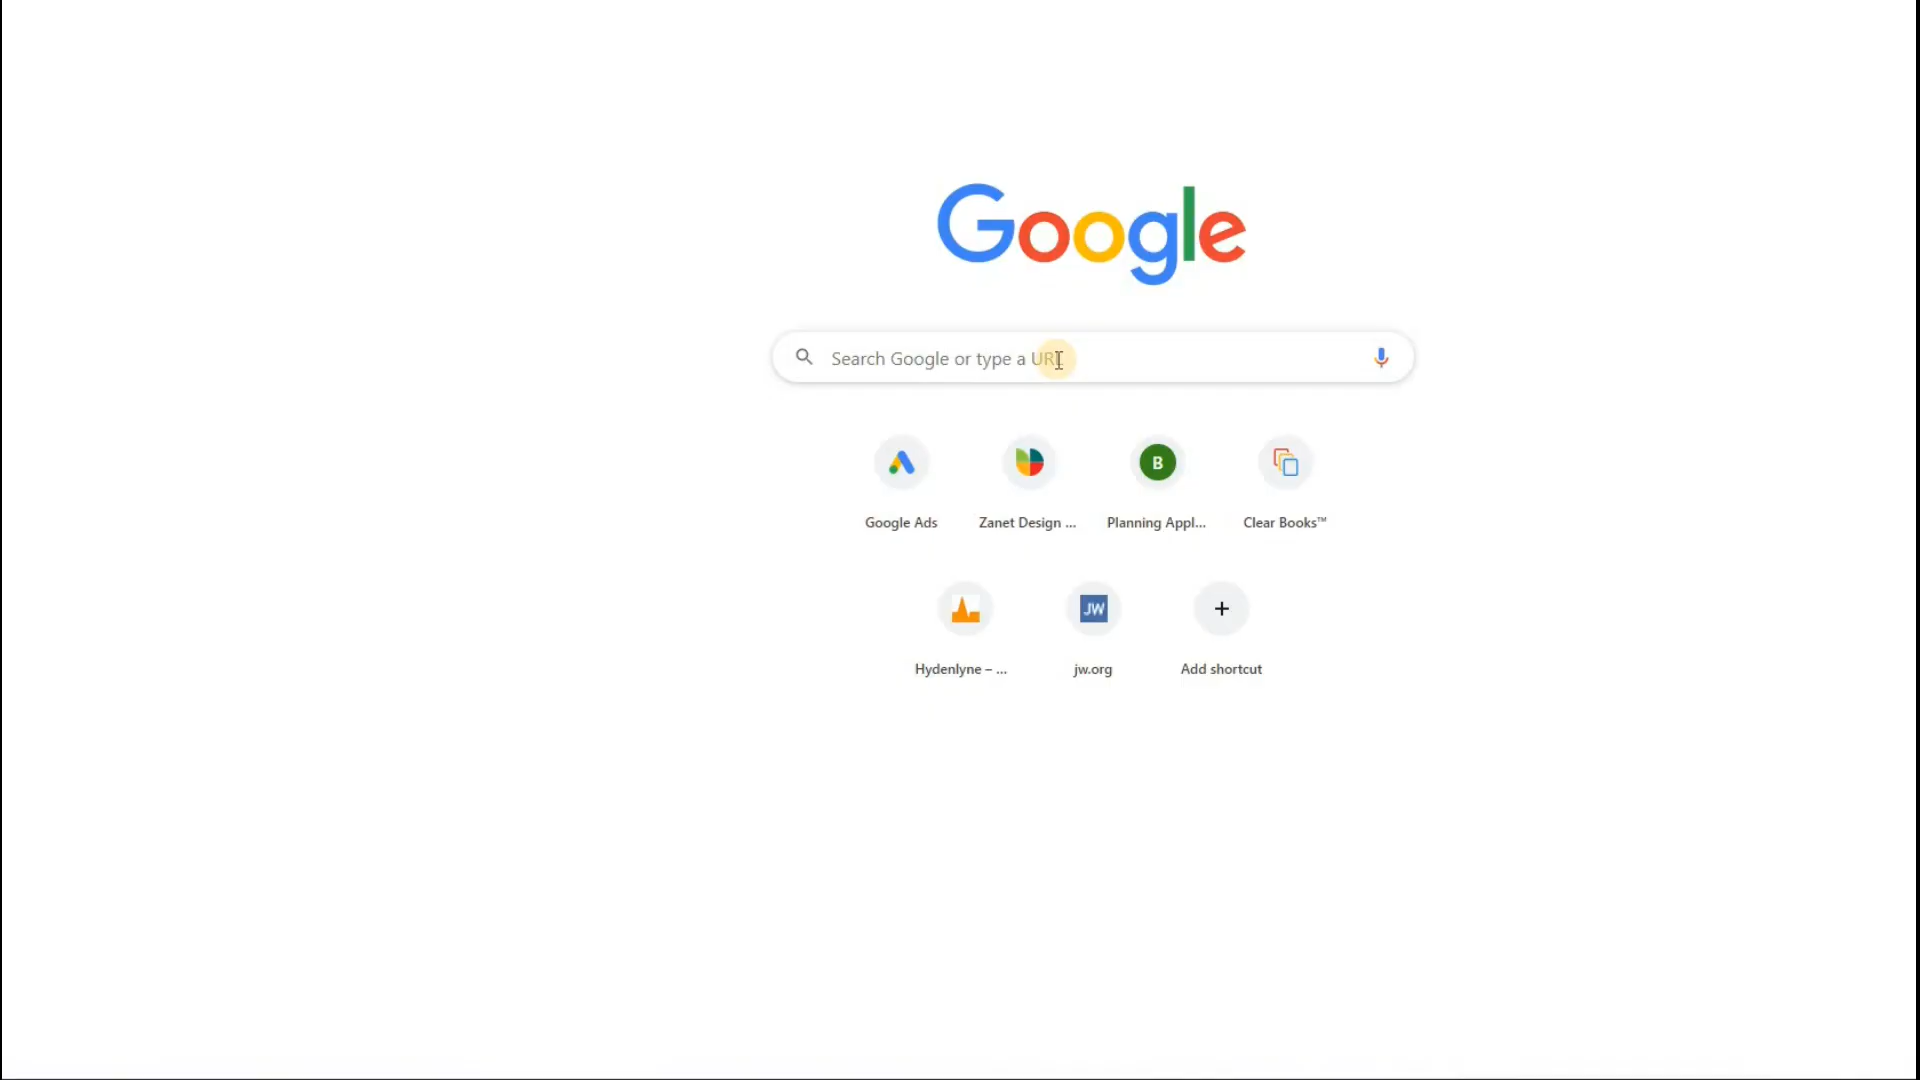 Google
Search Google or type a UR
B
Google Ads
Zanet Design ...
Planning Appl...
Clear Books™
JW
Hydenlyne – ...
jw.org
Add shortcut